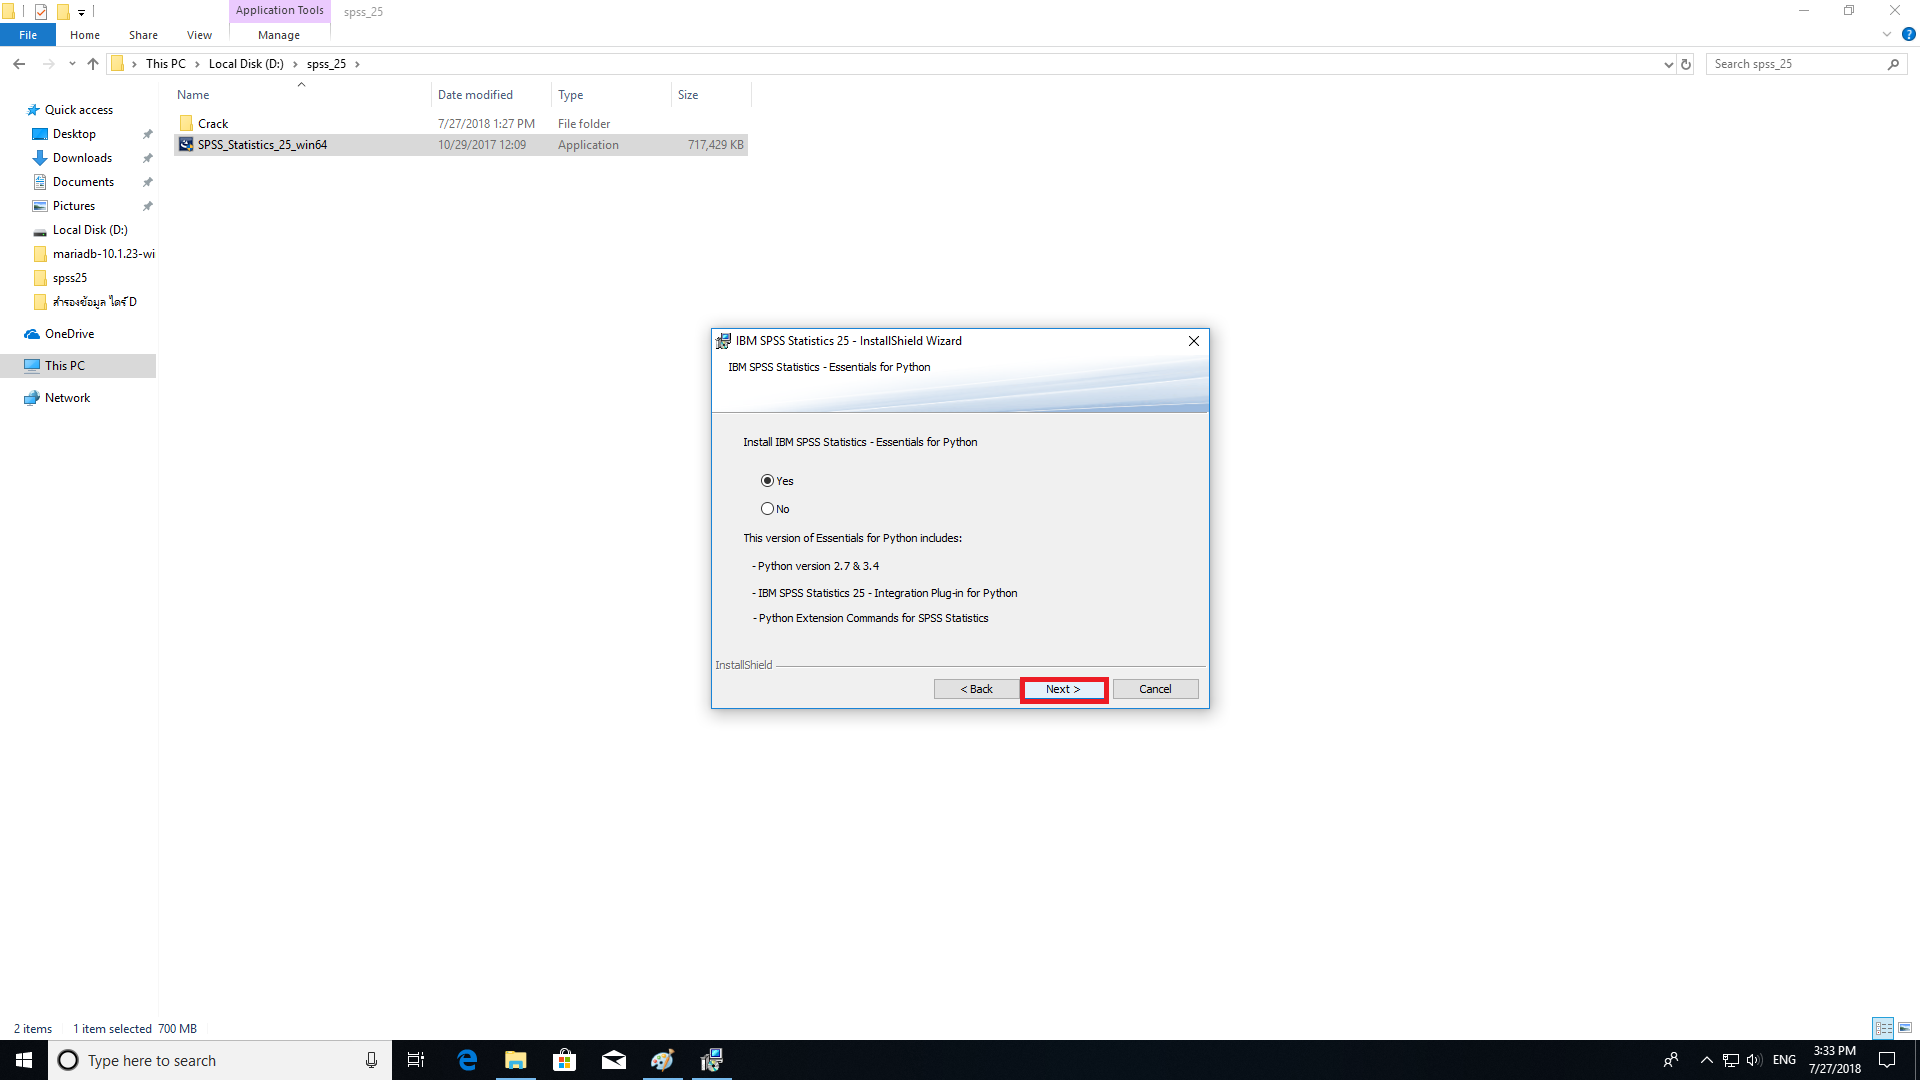 Application Tools
spss_25
File
Home
Share
View
Manage
This PC
Local Disk (D:)
spss_25
Search spss_25
Name
Date modified
Type
Size
Crack
7/27/2018 1:27 PM
File folder
SPSS_Statistics_25_win64
10/29/2017 12:09
Application
717,429 KB
Quick access
Desktop
Downloads
Documents
Pictures
Local Disk (D:)
mariadb-10.1.23-wi
spss25
สำรองข้อมูล ไดร์ D
OneDrive
This PC
Network
IBM SPSS Statistics 25 - InstallShield Wizard
IBM SPSS Statistics - Essentials for Python
Install IBM SPSS Statistics - Essentials for Python
Yes
No
This version of Essentials for Python includes:
- Python version 2.7 & 3.4
- IBM SPSS Statistics 25 - Integration Plug-in for Python
- Python Extension Commands for SPSS Statistics
InstallShield
< Back
Next >
Cancel
2 items
1 item selected 700 MB
Type here to search
ENG
3:33 PM
7/27/2018